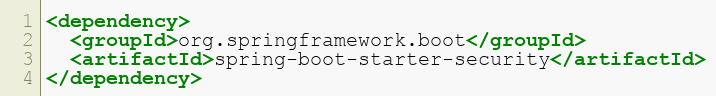 1 <dependency>
2   <groupId>org.springframework.boot</groupId>
3   <artifactId>spring-boot-starter-security</artifactId>
4 </dependency>